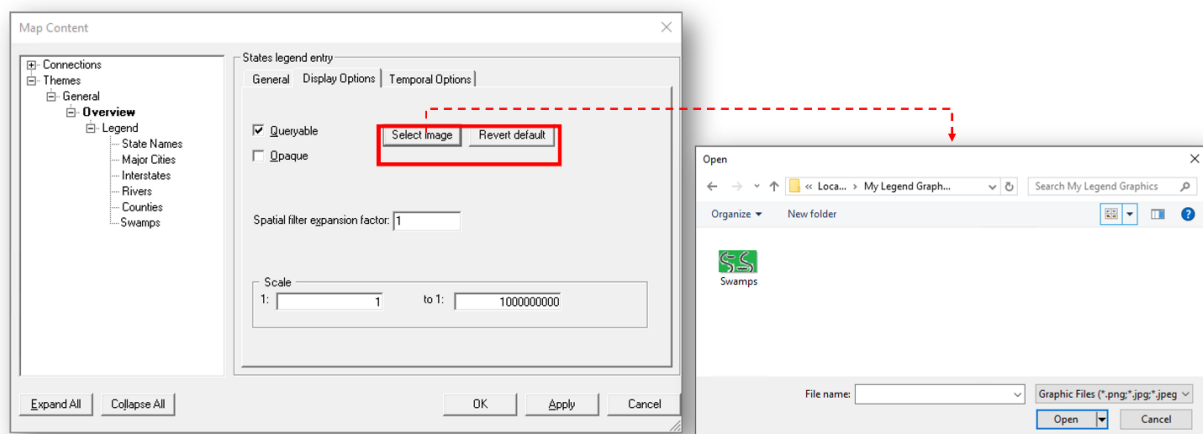 Map Content
Connections
Themes
General
Overview
Legend
State Names
Major Cities
Interstates
Rivers
Counties
Swamps
States legend entry
General Display Options Temporal Options
Queryable
Select Image Revert default
Opaque
Spatial filter expansion factor: 1
Scale
1: 1 to 1: 1000000000
Expand All Collapse All OK Apply Cancel
Open
« Loca... › My Legend Graph... Search My Legend Graphics
Organize New folder
Swamps
File name: Graphic Files (*.png;*.jpg;*.jpeg
Open Cancel